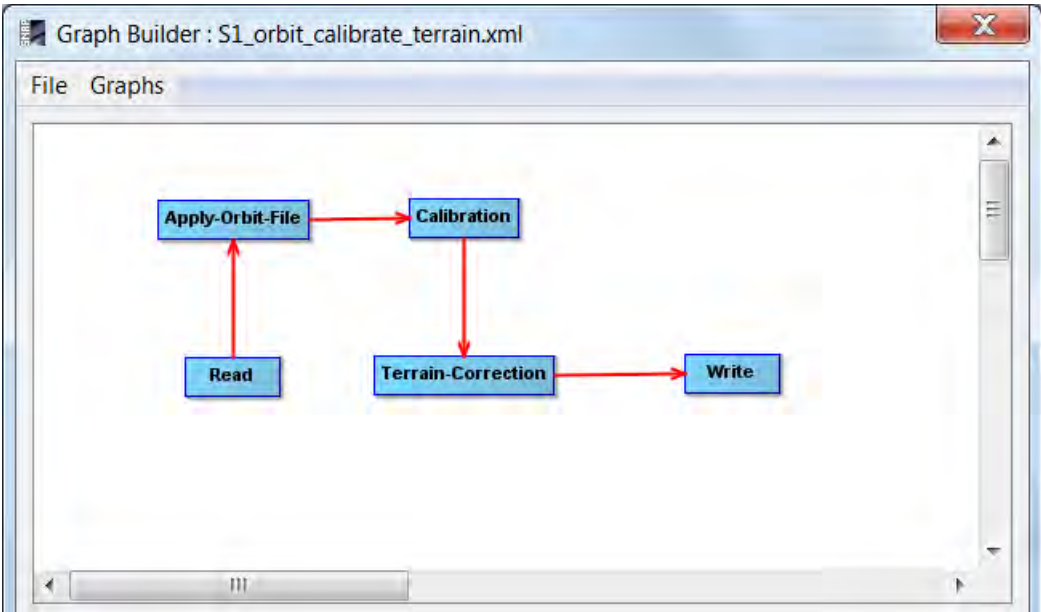 Graph Builder : S1_orbit_calibrate_terrain.xml
File Graphs
Apply-Orbit-File
Calibration
Read
Terrain-Correction
Write